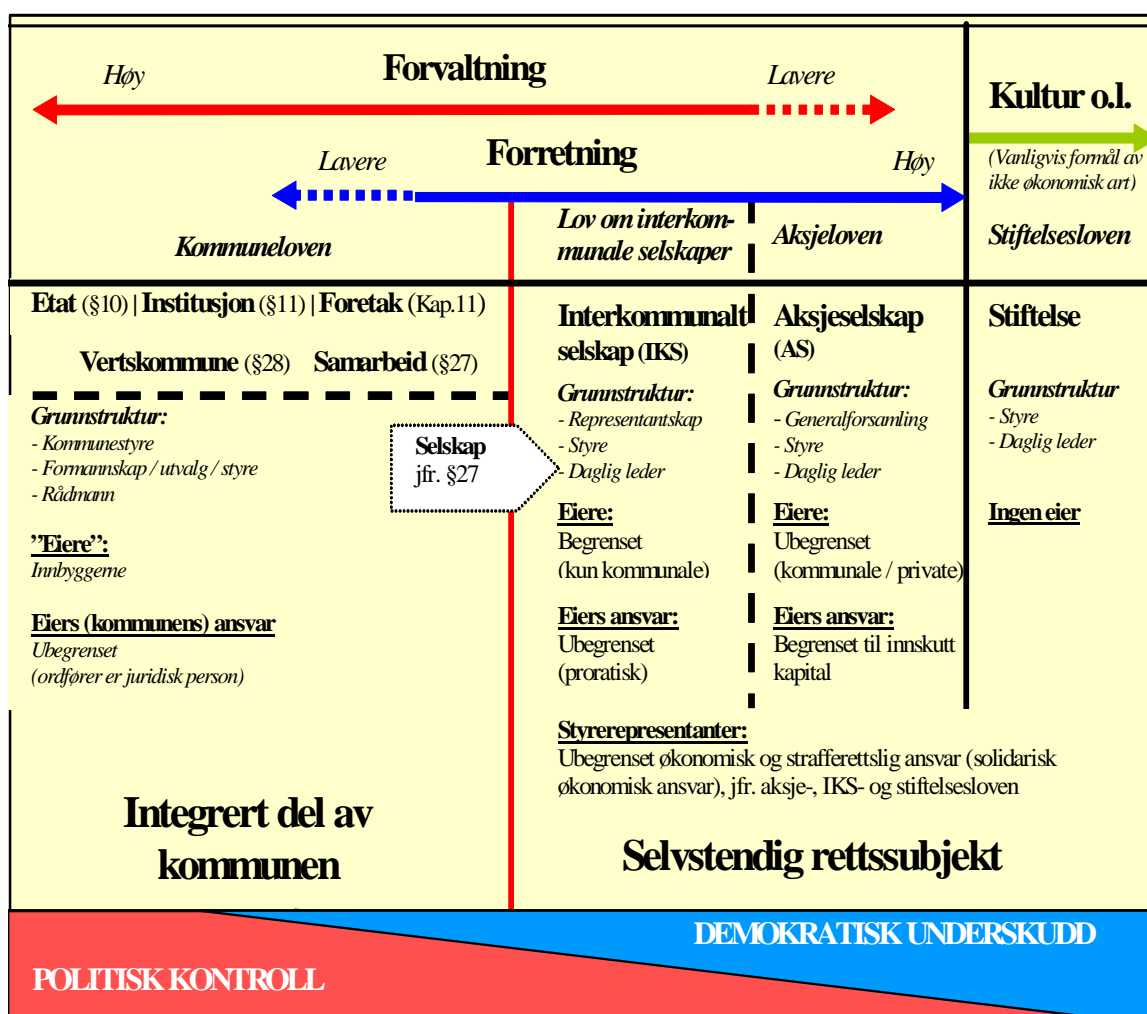 Høy
Forvaltning
Lavere
Kultur o.l.
(Vanligvis formål av
ikke økonomisk art)
Lavere
Forretning
Høy
Kommuneloven
Lov om interkom-
munale selskaper
Aksjeloven
Stiftelsesloven
Etat (§10) | Institusjon (§11) | Foretak (Kap.11)
Vertskommune (§28) Samarbeid (§27)
Grunnstruktur:
- Kommunestyre
- Formannskap / utvalg / styre
- Rådmann
"Eiere":
Innbyggerne
Eiers (kommunens) ansvar
Ubegrenset
(ordfører er juridisk person)
Selskap
jfr. §27
Interkommunalt
selskap (IKS)
Grunnstruktur:
- Representantskap
- Styre
- Daglig leder
Eiere:
Begrenset
(kun kommunale)
Eiers ansvar:
Ubegrenset
(proratisk)
Aksjeselskap
(AS)
Grunnstruktur:
- Generalforsamling
- Styre
- Daglig leder
Eiere:
Ubegrenset
(kommunale / private)
Eiers ansvar:
Begrenset til innskutt
kapital
Stiftelse
Grunnstruktur
- Styre
- Daglig leder
Ingen eier
Styrerepresentanter:
Ubegrenset økonomisk og strafferettslig ansvar (solidarisk
økonomisk ansvar), jfr. aksje-, IKS- og stiftelsesloven
Integrert del av
kommunen
Selvstendig rettssubjekt
DEMOKRATISK UNDERSKUDD
POLITISK KONTROLL